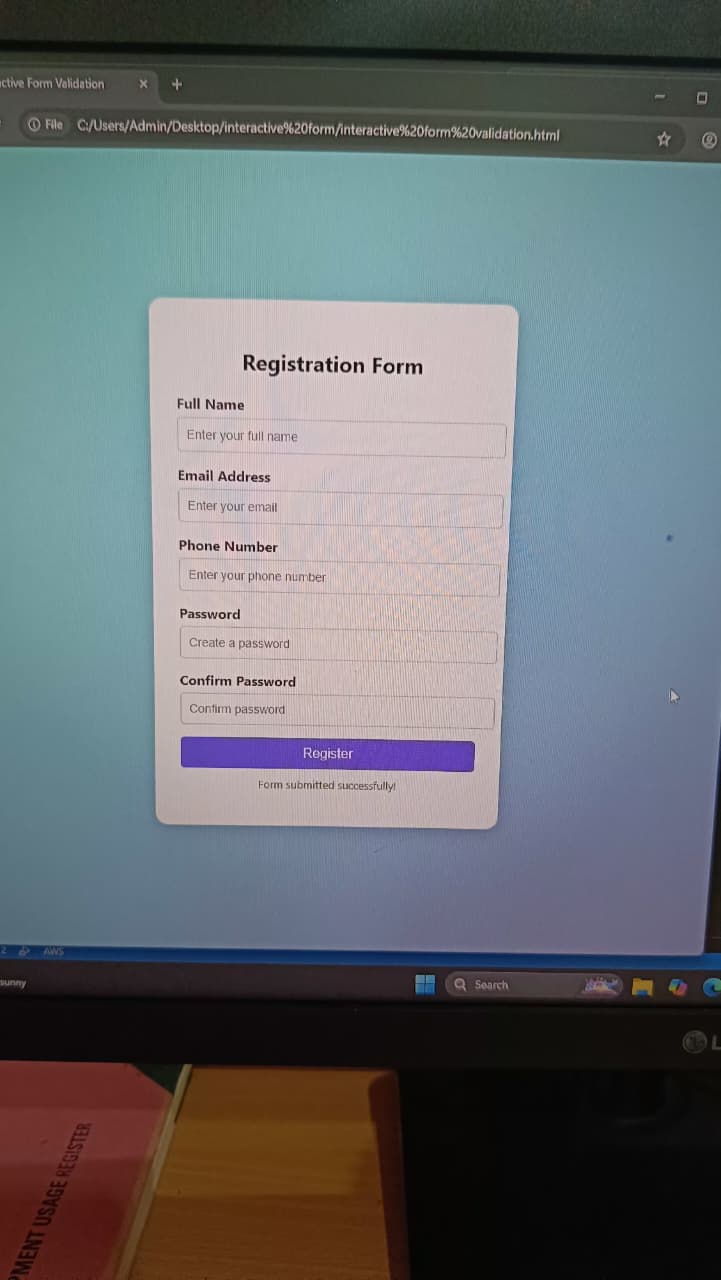 ctive Form Validation
File C:/Users/Admin/Desktop/interactive%20form/interactive%20form%20validation.html
Registration Form
Full Name
Enter your full name
Email Address
Enter your email
Phone Number
Enter your phone number
Password
Create a password
Confirm Password
Confirm password
Register
Form submitted successfully!
2 AWS
sunny
Search
L
PMENT USAGE REGISTER